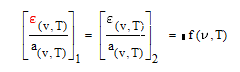 [ε(v,T) / a(v,T)]1 = [ε(v,T) / a(v,T)]2 = f(ν,T)